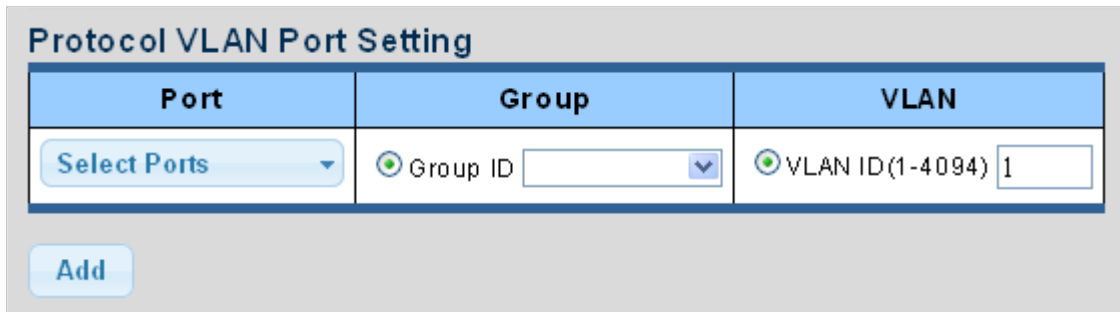 Protocol VLAN Port Setting
Port Group VLAN
Select Ports Group ID VLAN ID(1-4094) 1
Add